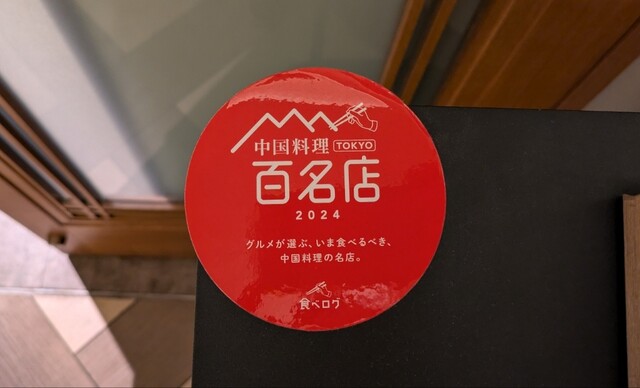 中国料理 TOKYO
百名店
2024
グルメが選ぶ、いま食べるべき、
中国料理の名店。
食べログ